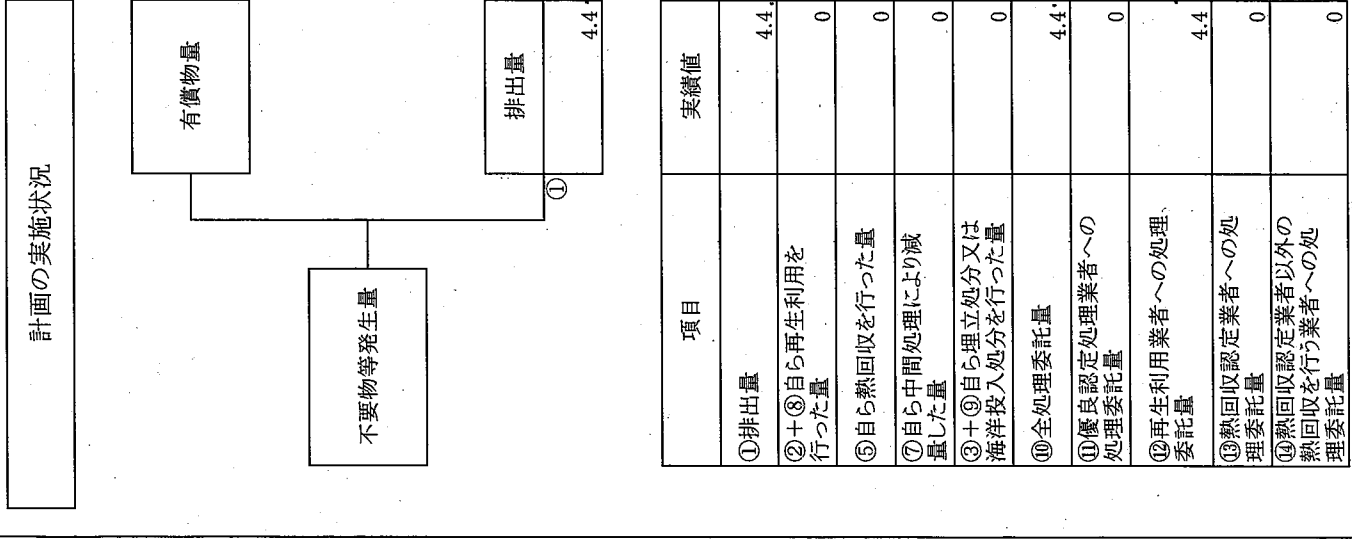 計画の実施状況
有償物量
不要物等発生量
排出量
①
4.4
項目 実績値
①排出量 4.4
②+⑧自ら再生利用を
行った量 0
⑤自ら熱回収を行った量 0
⑦自ら中間処理により減
量した量 0
③+⑨自ら埋立処分又は
海洋投入処分を行った量 0
⑩全処理委託量 4.4
⑪優良認定処理業者への
処理委託量 0
⑫再生利用業者への処理
委託量 4.4
⑬熱回収認定業者への処
理委託量 0
⑭熱回収認定業者以外の
熱回収を行う業者への処
理委託量 0